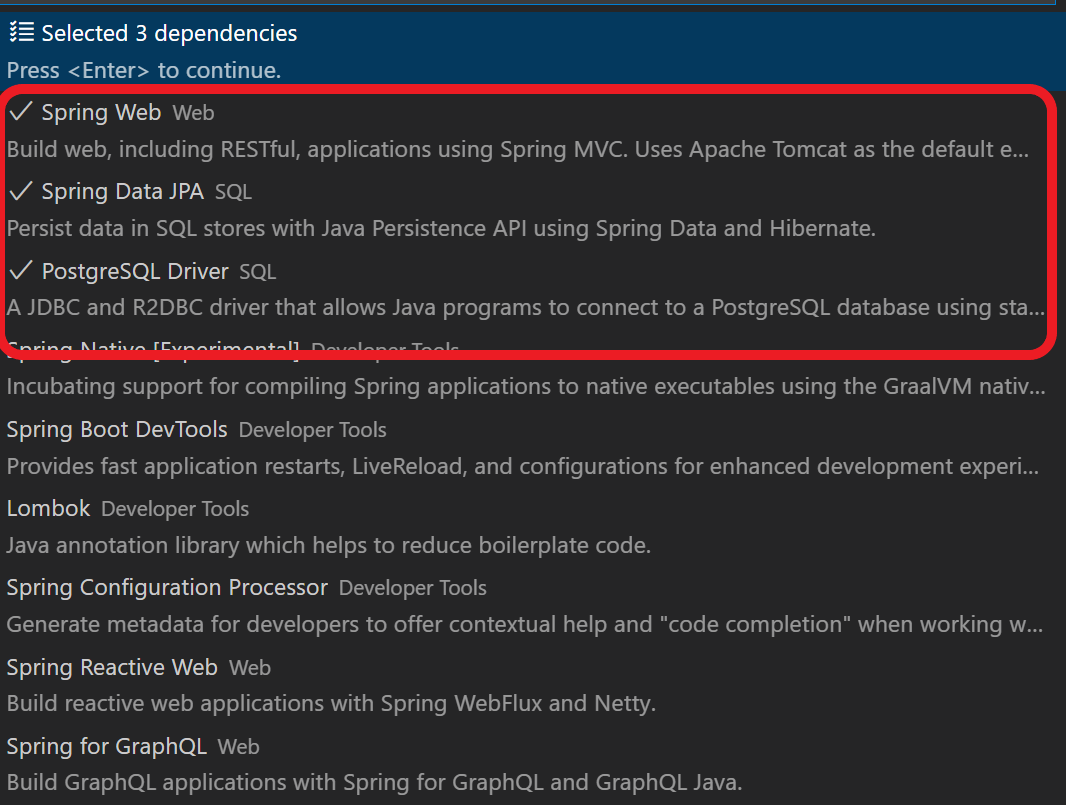 Selected 3 dependencies
Press <Enter> to continue.
Spring Web Web
Build web, including RESTful, applications using Spring MVC. Uses Apache Tomcat as the default e...
Spring Data JPA SQL
Persist data in SQL stores with Java Persistence API using Spring Data and Hibernate.
PostgreSQL Driver SQL
A JDBC and R2DBC driver that allows Java programs to connect to a PostgreSQL database using sta...
Spring Native [Experimental] Developer Tools
Incubating support for compiling Spring applications to native executables using the GraalVM nativ...
Spring Boot DevTools Developer Tools
Provides fast application restarts, LiveReload, and configurations for enhanced development experi...
Lombok Developer Tools
Java annotation library which helps to reduce boilerplate code.
Spring Configuration Processor Developer Tools
Generate metadata for developers to offer contextual help and "code completion" when working w...
Spring Reactive Web Web
Build reactive web applications with Spring WebFlux and Netty.
Spring for GraphQL Web
Build GraphQL applications with Spring for GraphQL and GraphQL Java.